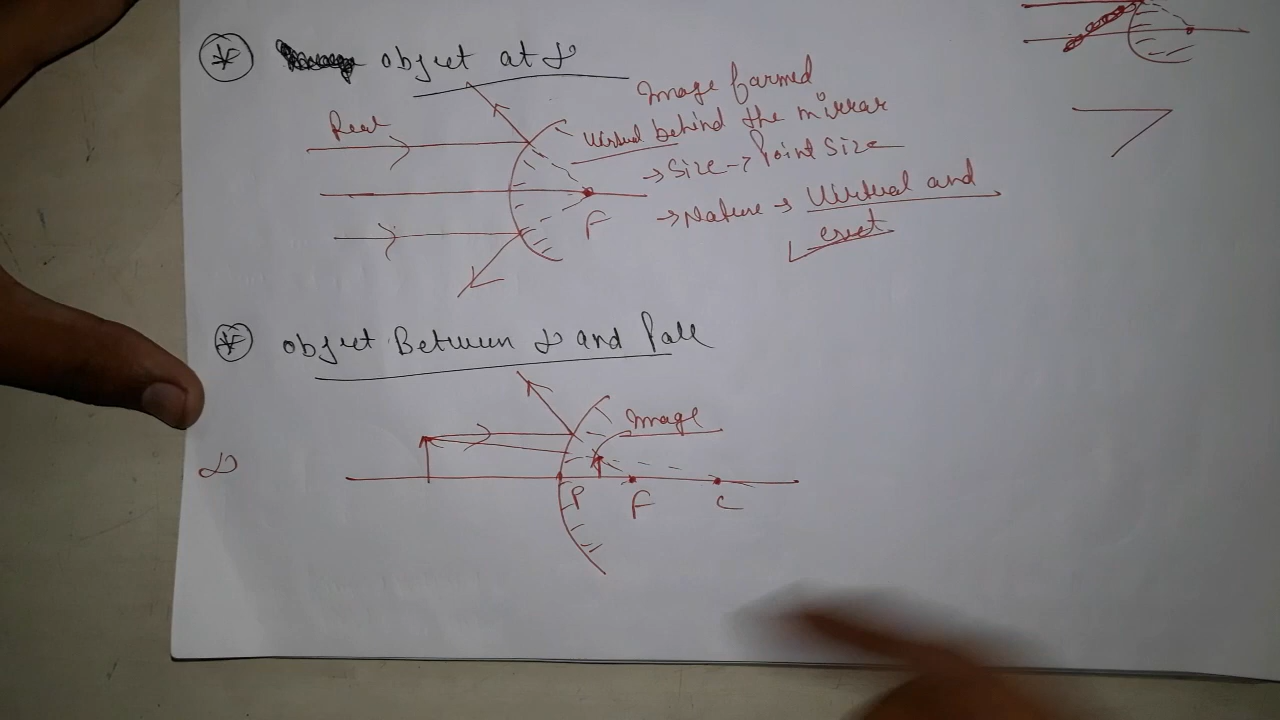 object at ∞
Real
Image formed
Virtual behind the mirror
→ Size → Point Size
→ Nature → Virtual and
erect
F
object Between ∞ and Pole
Image
∞
P F C